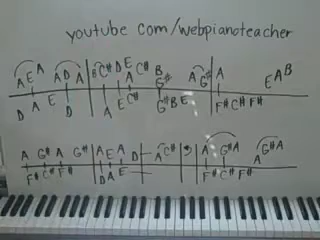 youtube com/webpianoteacher
A E A A D A B C# D E A C# B G# A G# A E A B
D A E D A E C# G# B E F# C# F#
A G# A G# A E A D A C# A G# A A G# A
F# C# F# D A E F# C# F#